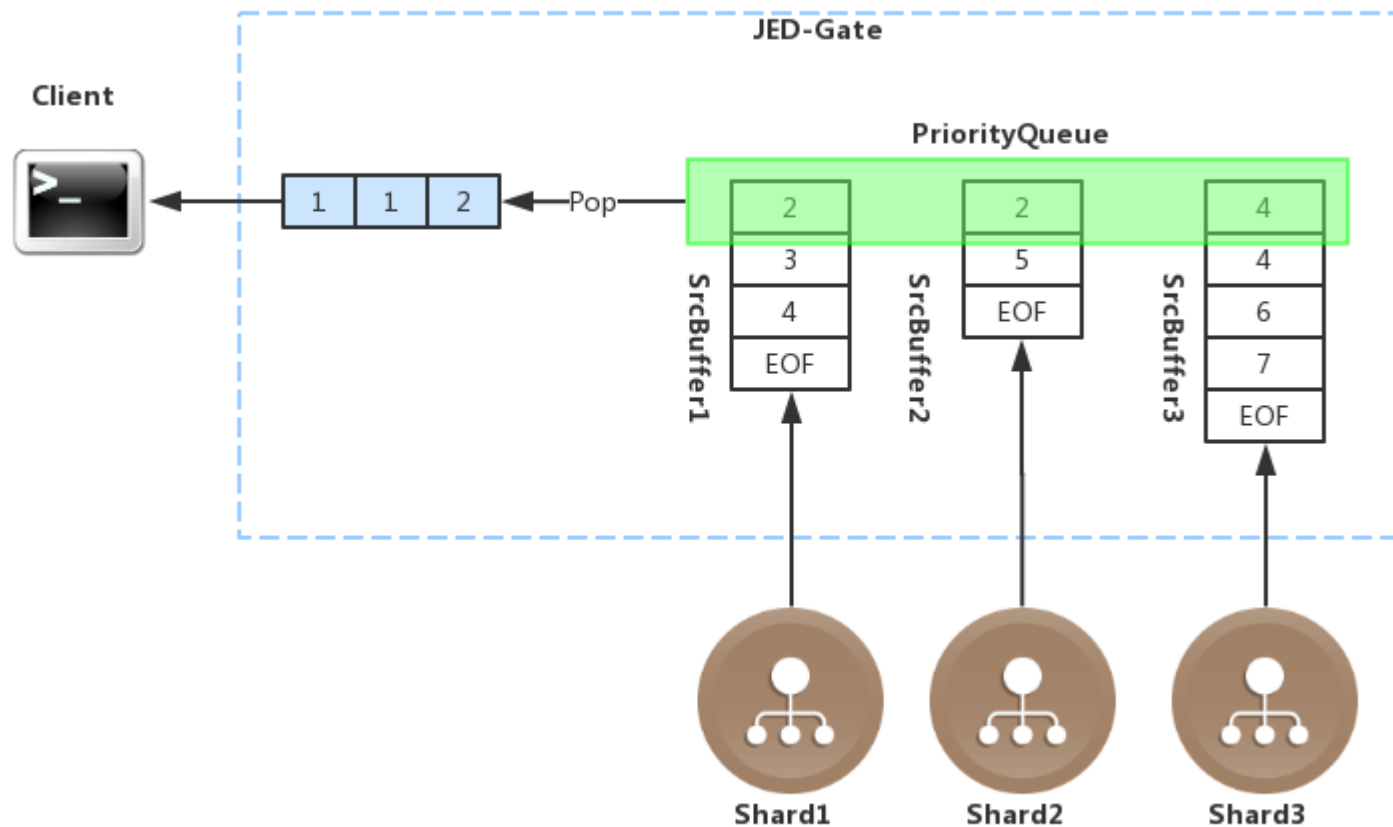 JED-Gate
Client
PriorityQueue
>_
1 1 2
Pop
2 2 4
3 5 4
4 EOF 6
EOF 7
EOF
SrcBuffer1
SrcBuffer2
SrcBuffer3
Shard1 Shard2 Shard3